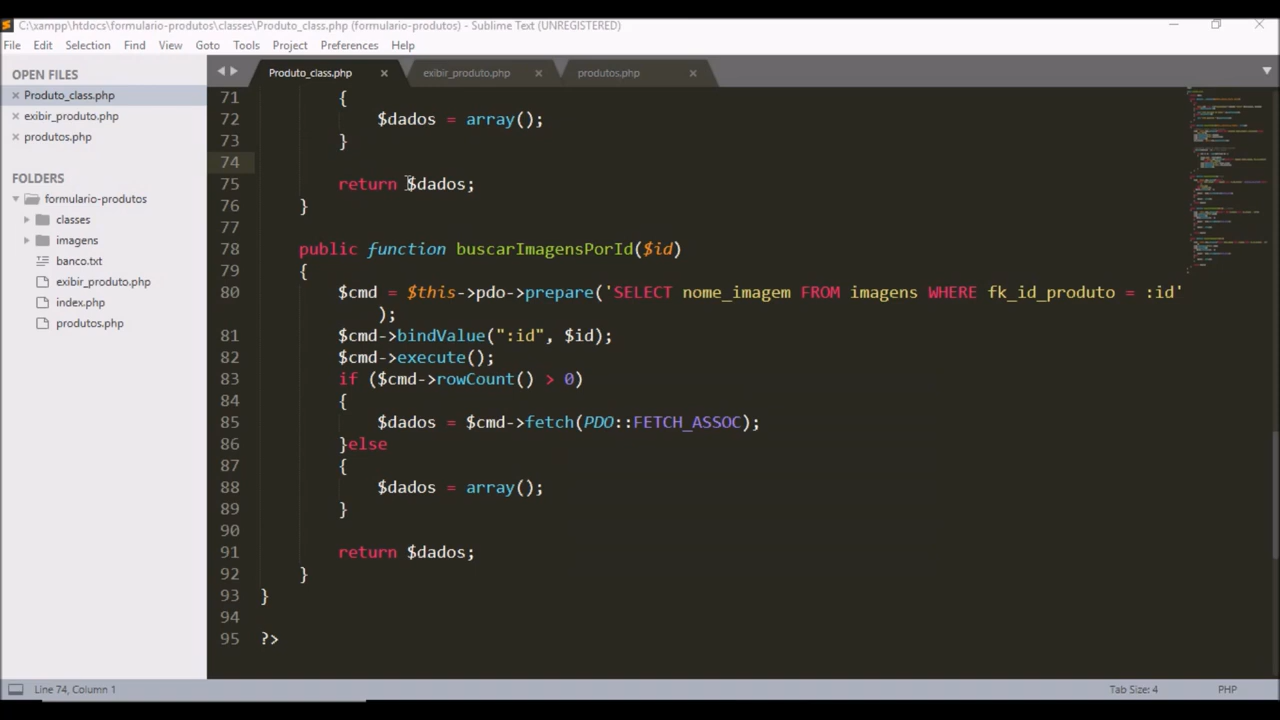 C:\xampp\htdocs\formulario-produtos\classes\Produto_class.php (formulario-produtos) - Sublime Text (UNREGISTERED)
File Edit Selection Find View Goto Tools Project Preferences Help
OPEN FILES
Produto_class.php
exibir_produto.php
produtos.php
FOLDERS
formulario-produtos
classes
imagens
banco.txt
exibir_produto.php
index.php
produtos.php
Produto_class.php exibir_produto.php produtos.php
71 {
72 $dados = array();
73 }
74
75 return $dados;
76 }
77
78 public function buscarImagensPorId($id)
79 {
80 $cmd = $this->pdo->prepare('SELECT nome_imagem FROM imagens WHERE fk_id_produto = :id'
);
81 $cmd->bindValue(":id", $id);
82 $cmd->execute();
83 if ($cmd->rowCount() > 0)
84 {
85 $dados = $cmd->fetch(PDO::FETCH_ASSOC);
86 }else
87 {
88 $dados = array();
89 }
90
91 return $dados;
92 }
93 }
94
95 ?>
Line 74, Column 1 Tab Size: 4 PHP